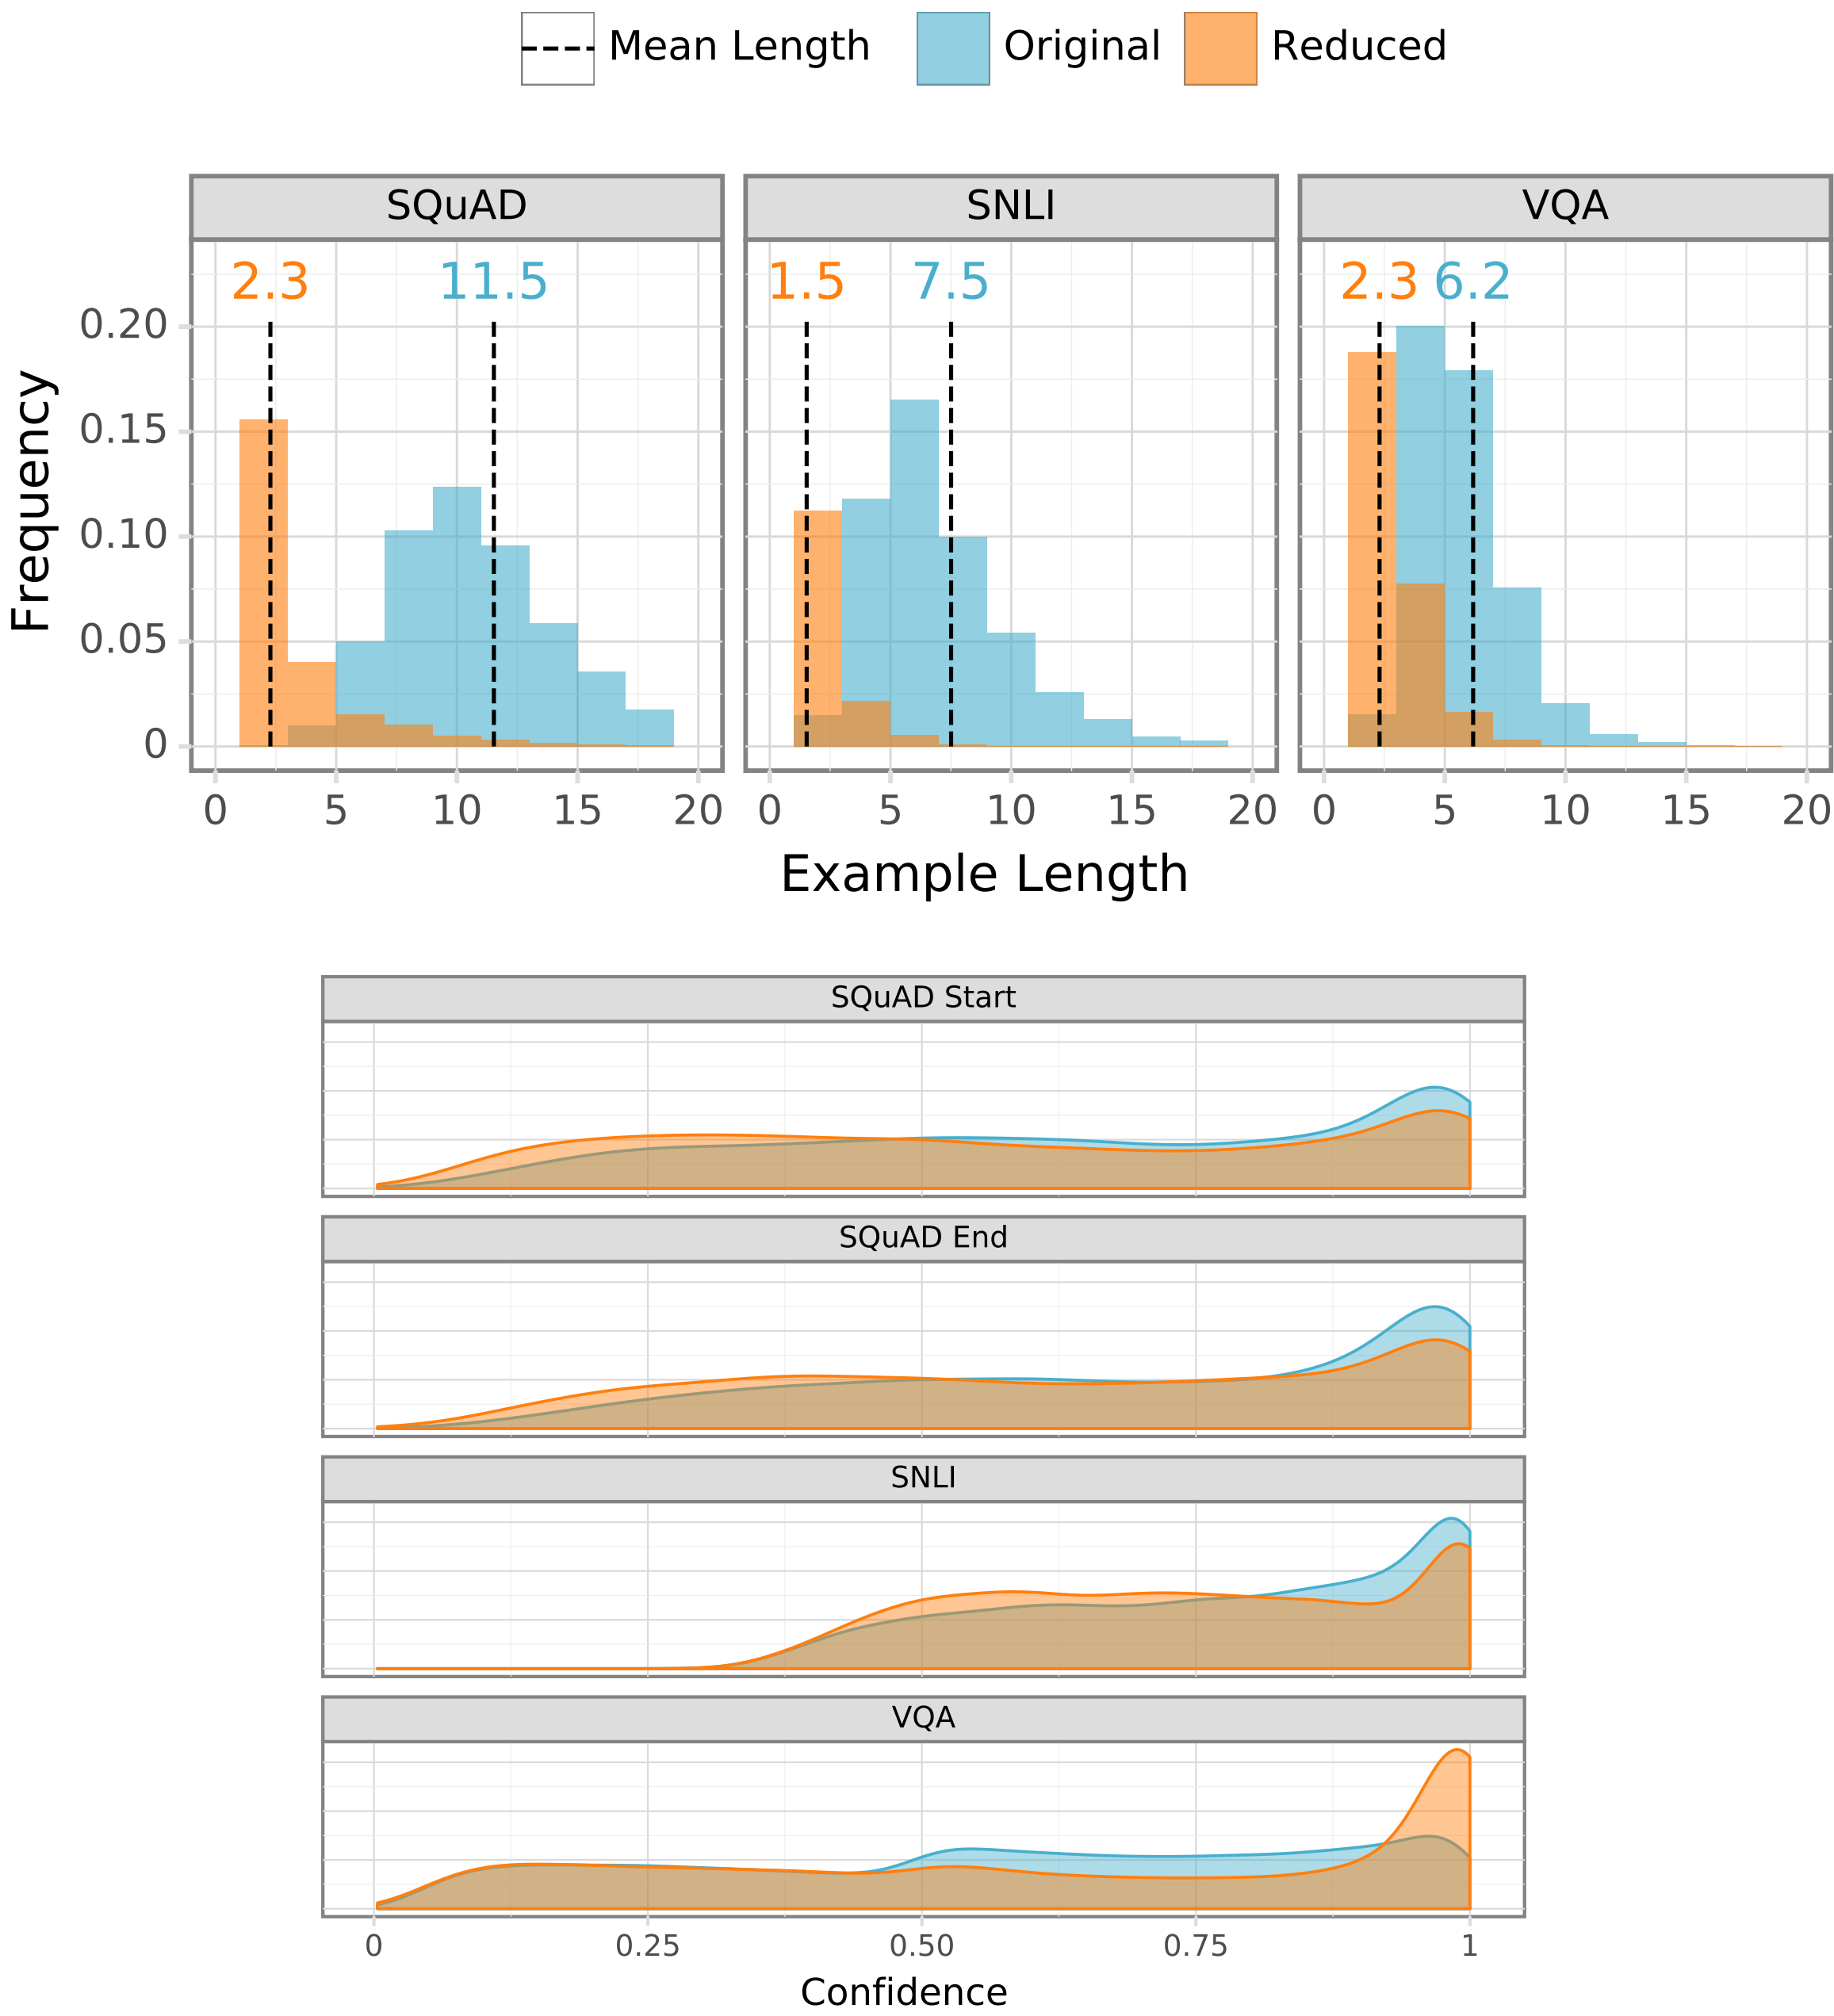 Mean Length Original Reduced
SQuAD SNLI VQA
2.3 11.5 1.5 7.5 2.3 6.2
Frequency
0.20
0.15
0.10
0.05
0
0 5 10 15 20 0 5 10 15 20 0 5 10 15 20
Example Length
SQuAD Start
SQuAD End
SNLI
VQA
0 0.25 0.50 0.75 1
Confidence